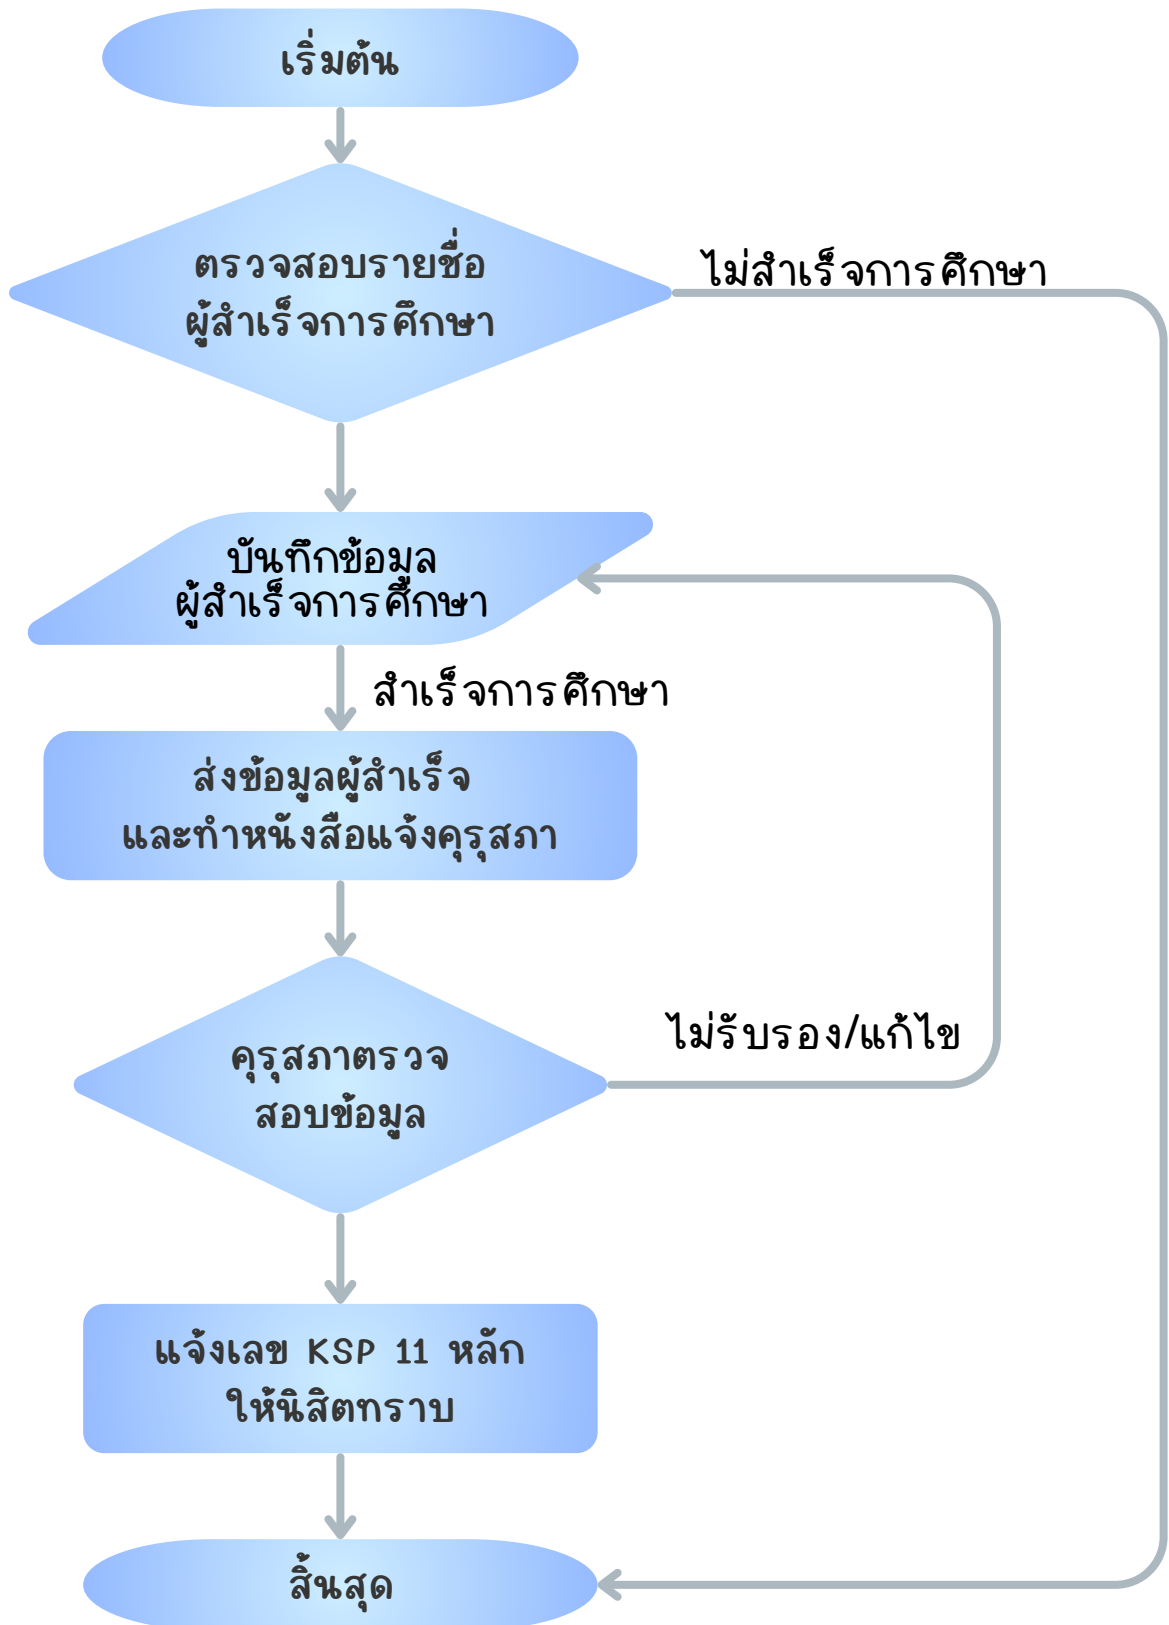 เริ่มต้น
ตรวจสอบรายชื่อ
ผู้สำเร็จการศึกษา
ไม่สำเร็จการศึกษา
บันทึกข้อมูล
ผู้สำเร็จการศึกษา
สำเร็จการศึกษา
ส่งข้อมูลผู้สำเร็จ
และทำหนังสือแจ้งคุรุสภา
คุรุสภาตรวจ
สอบข้อมูล
ไม่รับรอง/แก้ไข
แจ้งเลข KSP 11 หลัก
ให้นิสิตทราบ
สิ้นสุด